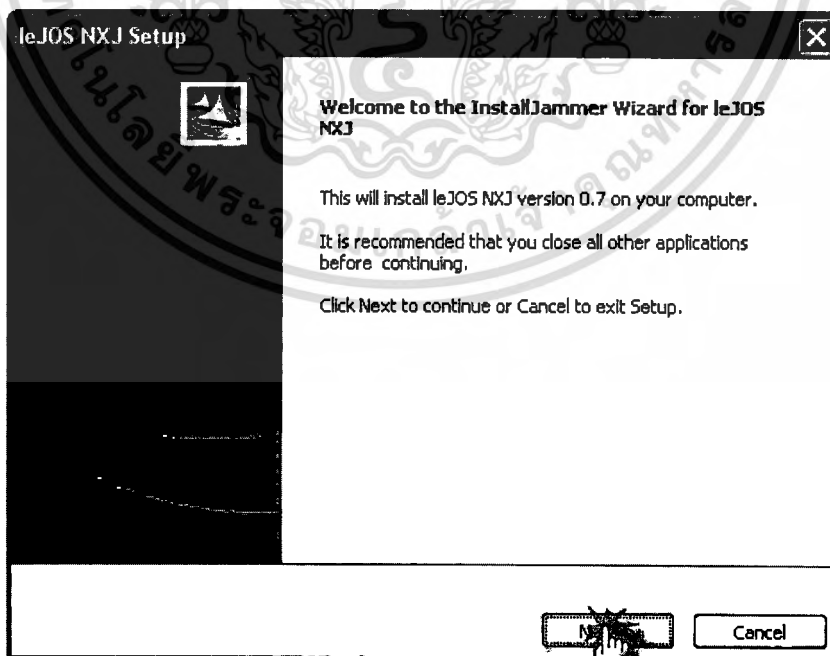 leJOS NXJ Setup
Welcome to the InstallJammer Wizard for leJOS
NXJ
This will install leJOS NXJ version 0.7 on your computer.
It is recommended that you close all other applications
before continuing.
Click Next to continue or Cancel to exit Setup.
Cancel